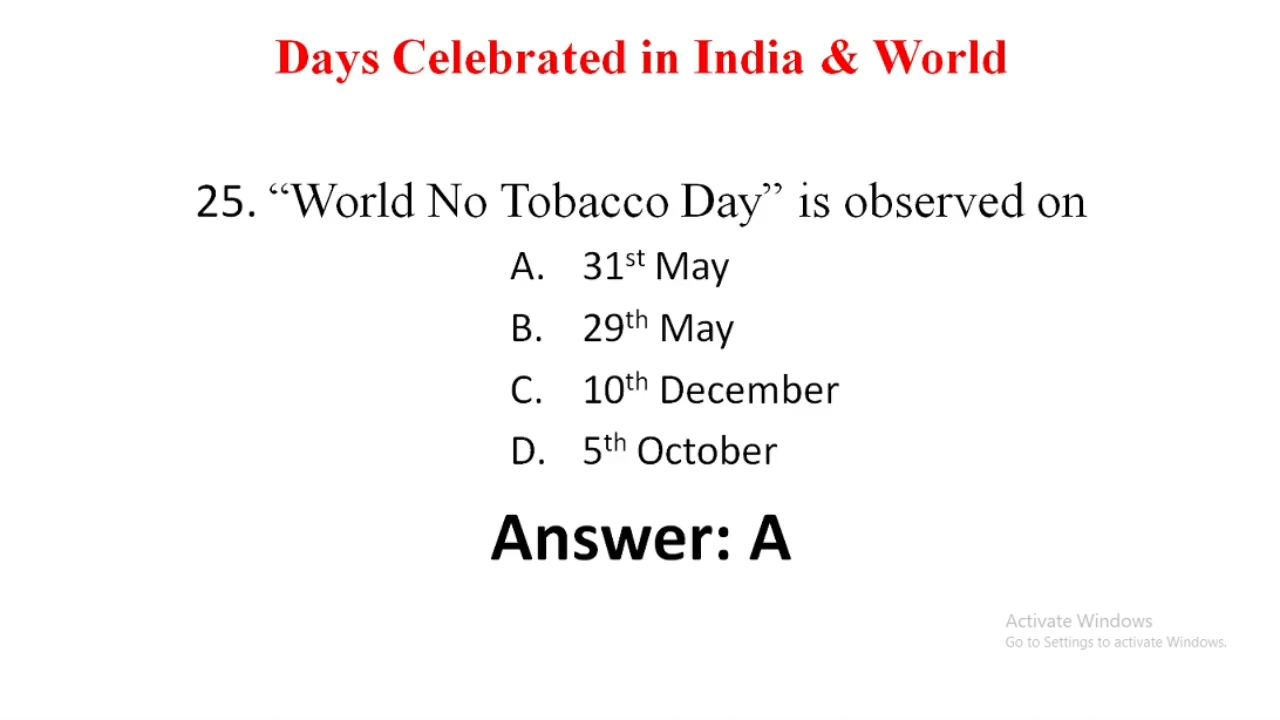 Days Celebrated in India & World
25. “World No Tobacco Day” is observed on
A. 31st May
B. 29th May
C. 10th December
D. 5th October
Answer: A
Activate Windows
Go to Settings to activate Windows.